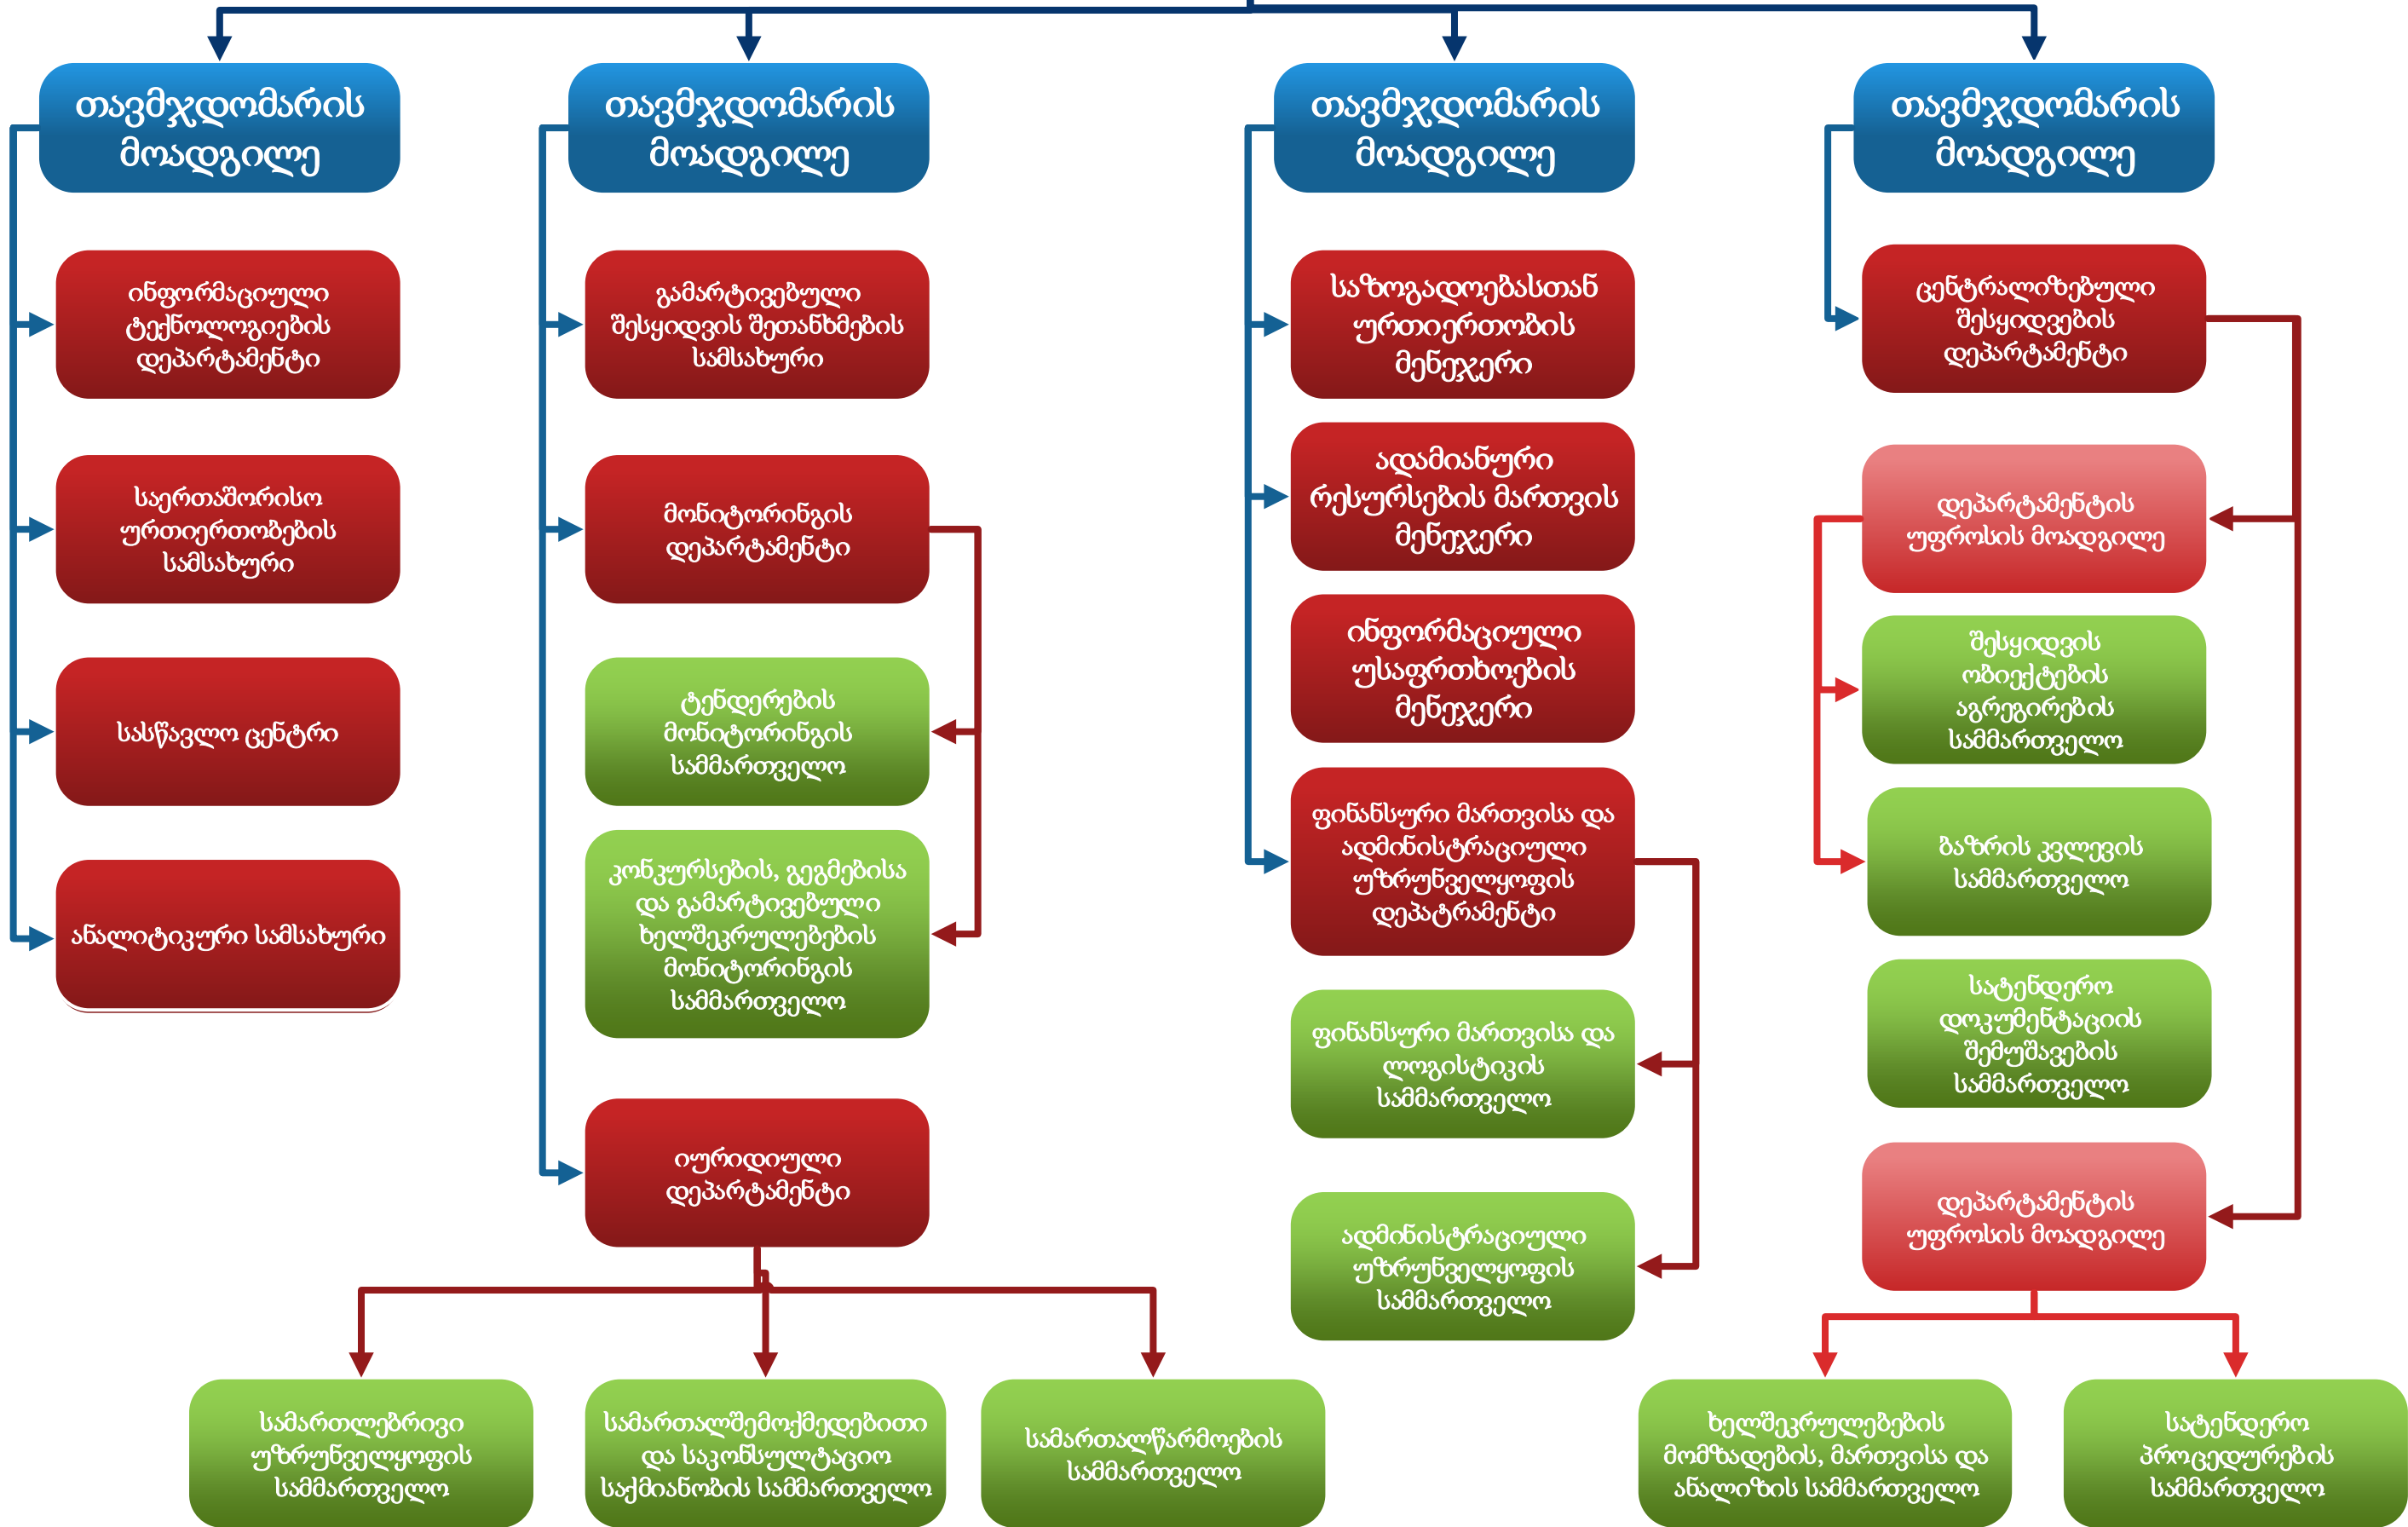 თავმჯდომარის
მოადგილე
ინფორმაციული
ტექნოლოგიების
დეპარტამენტი
საერთაშორისო
ურთიერთობების
სამსახური
სასწავლო ცენტრი
ანალიტიკური სამსახური
თავმჯდომარის
მოადგილე
გამარტივებული
შესყიდვის შეთანხმების
სამსახური
მონიტორინგის
დეპარტამენტი
ტენდერების
მონიტორინგის
სამმართველო
კონკურსების, გეგმებისა
და გამარტივებული
ხელშეკრულებების
მონიტორინგის
სამმართველო
იურიდიული
დეპარტამენტი
სამართლებრივი
უზრუნველყოფის
სამმართველო
სამართალშემოქმედებითი
და საკონსულტაციო
საქმიანობის სამმართველო
სამართალწარმოების
სამმართველო
თავმჯდომარის
მოადგილე
საზოგადოებასთან
ურთიერთობის
მენეჯერი
ადამიანური
რესურსების მართვის
მენეჯერი
ინფორმაციული
უსაფრთხოების
მენეჯერი
ფინანსური მართვისა და
ადმინისტრაციული
უზრუნველყოფის
დეპატრამენტი
ფინანსური მართვისა და
ლოგისტიკის
სამმართველო
ადმინისტრაციული
უზრუნველყოფის
სამმართველო
თავმჯდომარის
მოადგილე
ცენტრალიზებული
შესყიდვების
დეპარტამენტი
დეპარტამენტის
უფროსის მოადგილე
შესყიდვის
ობიექტების
აგრეგირების
სამმართველო
ბაზრის კვლევის
სამმართველო
სატენდერო
დოკუმენტაციის
შემუშავების
სამმართველო
დეპარტამენტის
უფროსის მოადგილე
ხელშეკრულებების
მომზადების, მართვისა და
ანალიზის სამმართველო
სატენდერო
პროცედურების
სამმართველო